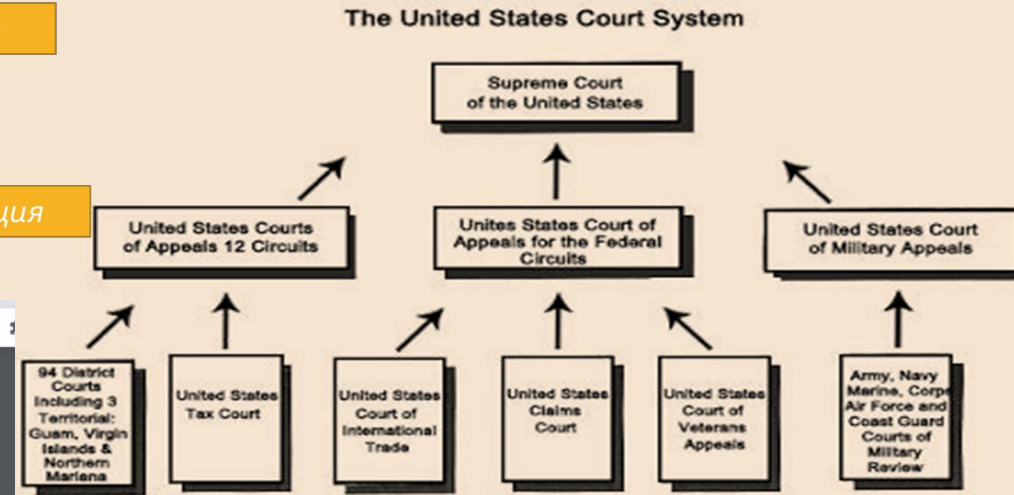 The United States Court System
Supreme Court
of the United States
ция
United States Courts
of Appeals 12 Circuits
Unites States Court of
Appeals for the Federal
Circuits
United States Court
of Military Appeals
94 District
Courts
Including 3
Territorial:
Guam, Virgin
Islands &
Northern
Mariana
United States
Tax Court
United States
Court of
International
Trade
United States
Claims
Court
United States
Court of
Veterans
Appeals
Army, Navy
Marine, Corps
Air Force and
Coast Guard
Courts of
Military
Review